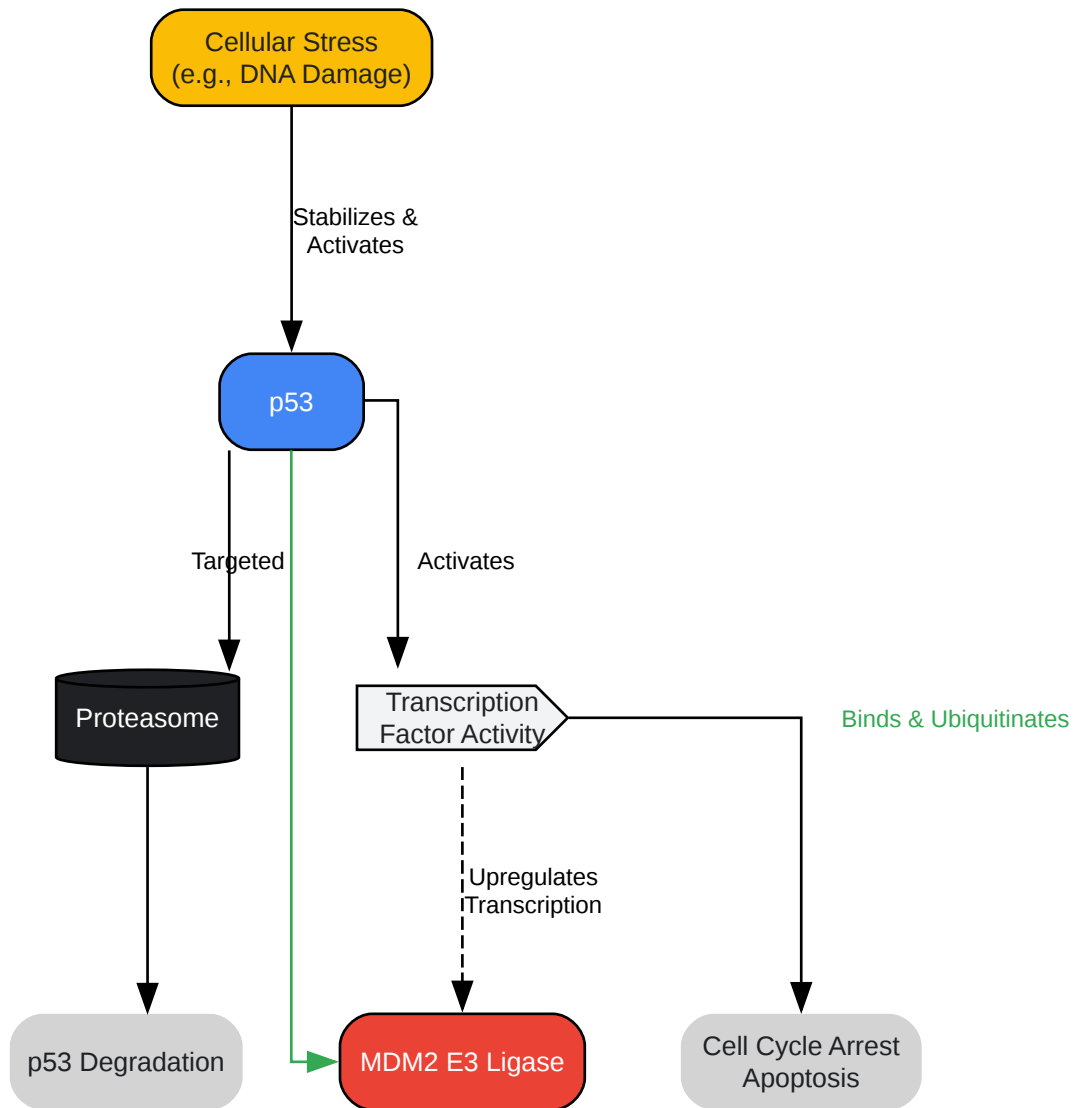 Cellular Stress
(e.g., DNA Damage)
Stabilizes &
Activates
p53
Targeted
Activates
Proteasome
Transcription
Factor Activity
Binds & Ubiquitinates
Upregulates
Transcription
p53 Degradation
MDM2 E3 Ligase
Cell Cycle Arrest
Apoptosis